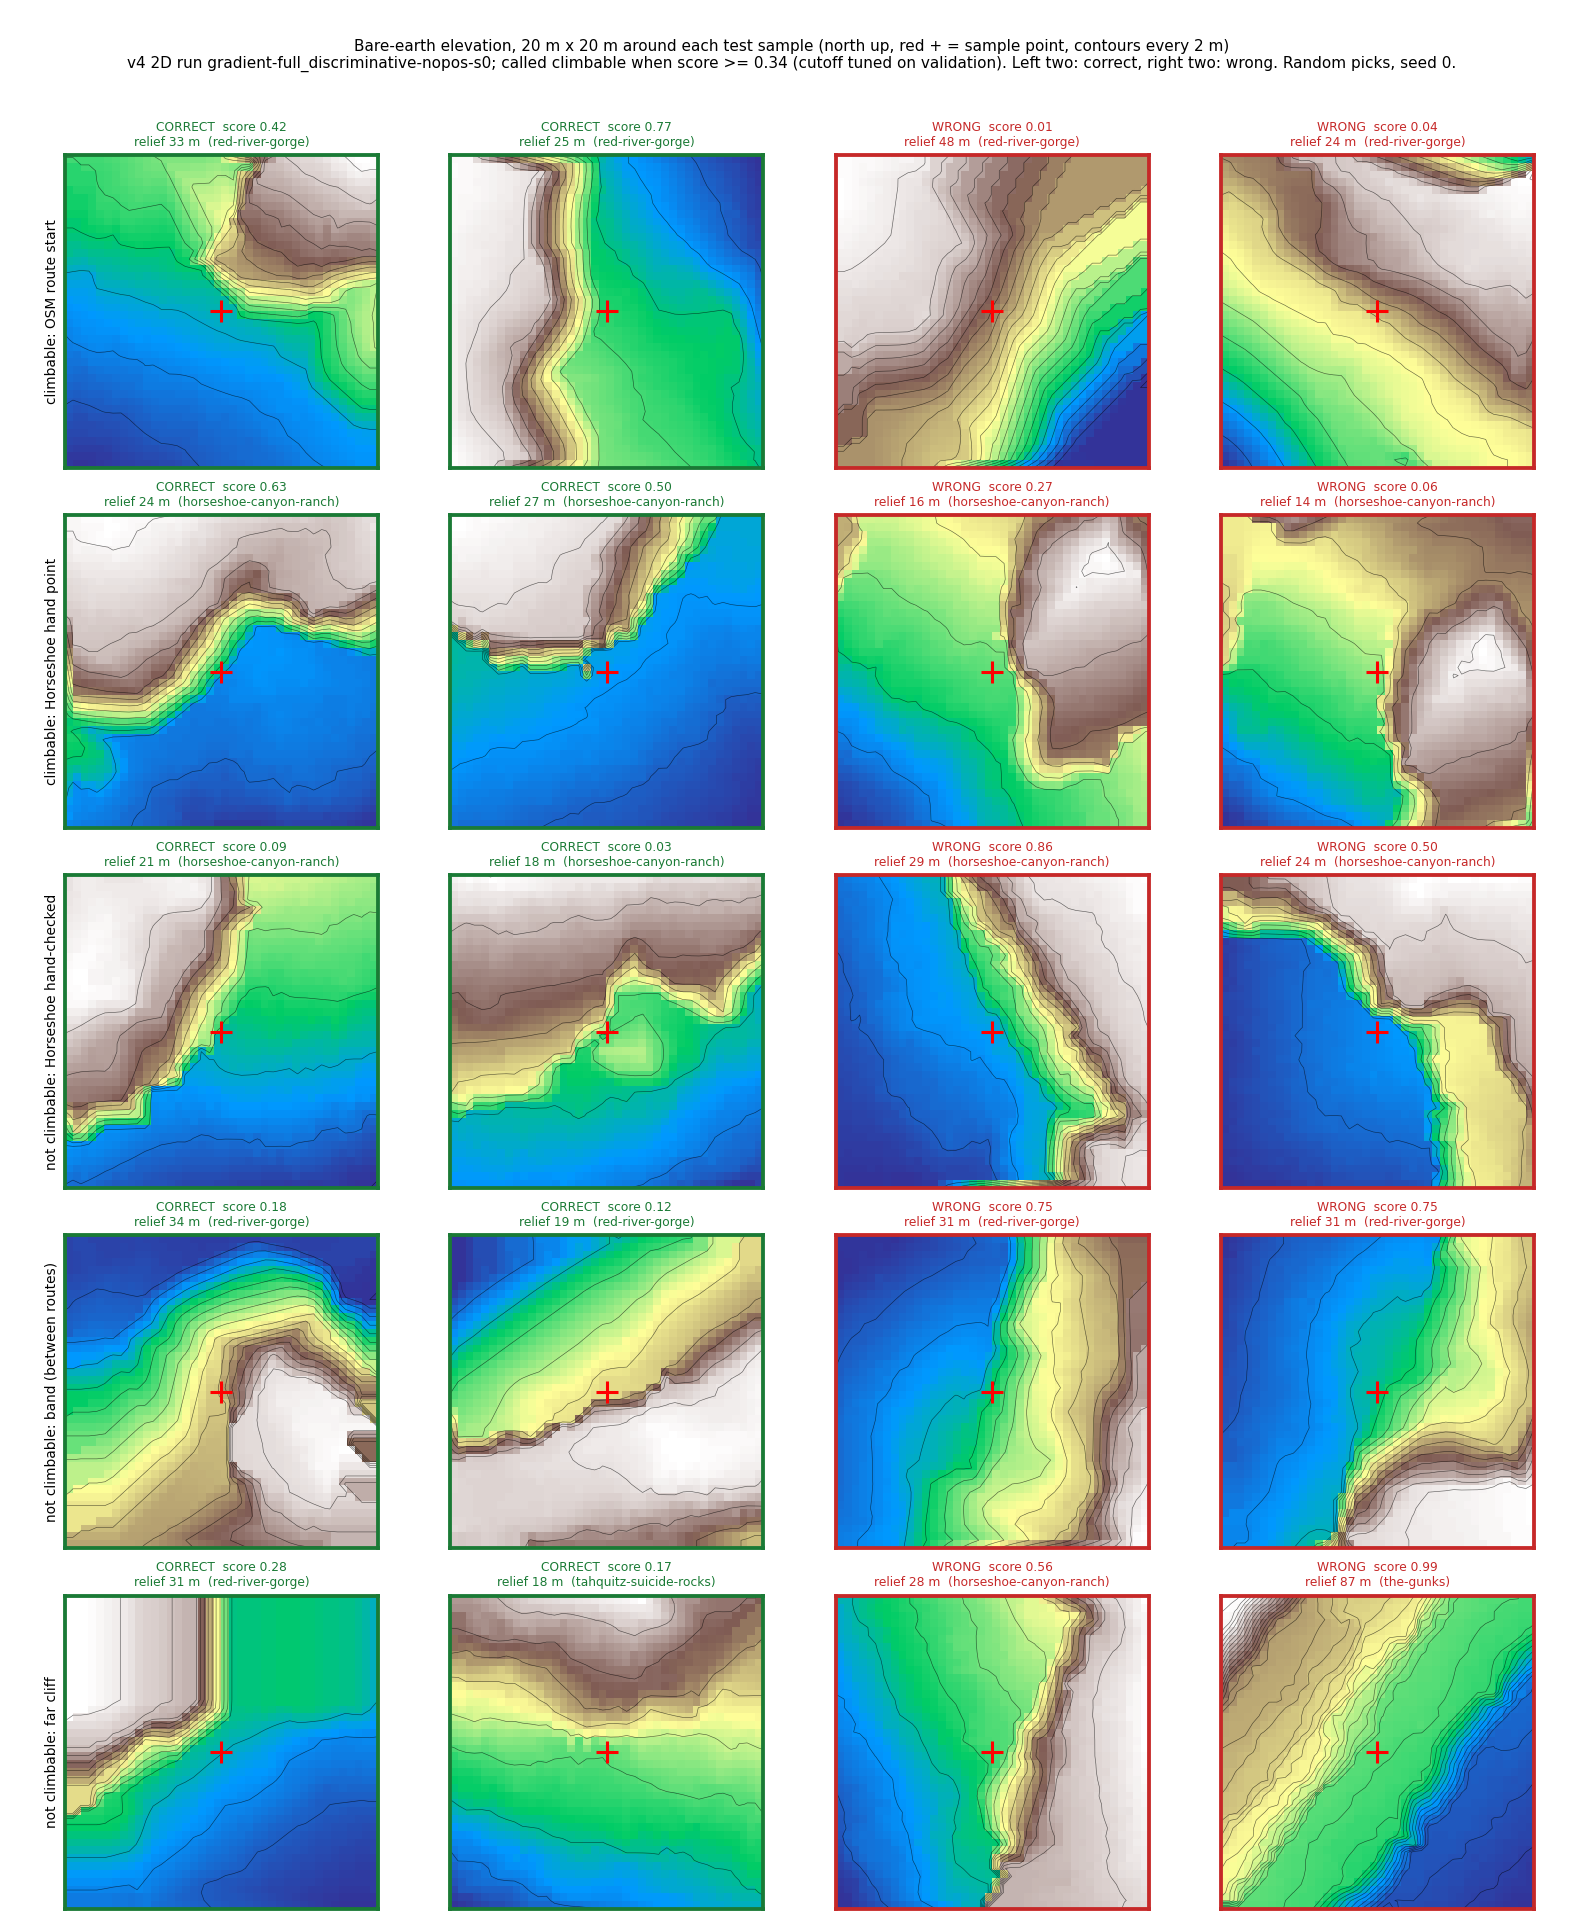 Bare-earth elevation, 20 m x 20 m around each test sample (north up, red + = sample point, contours every 2 m)
v4 2D run gradient-full_discriminative-nopos-s0; called climbable when score >= 0.34 (cutoff tuned on validation). Left two: correct, right two: wrong. Random picks, seed 0.
climbable: OSM route start
CORRECT  score 0.42
relief 33 m  (red-river-gorge)
CORRECT  score 0.77
relief 25 m  (red-river-gorge)
WRONG  score 0.01
relief 48 m  (red-river-gorge)
WRONG  score 0.04
relief 24 m  (red-river-gorge)
climbable: Horseshoe hand point
CORRECT  score 0.63
relief 24 m  (horseshoe-canyon-ranch)
CORRECT  score 0.50
relief 27 m  (horseshoe-canyon-ranch)
WRONG  score 0.27
relief 16 m  (horseshoe-canyon-ranch)
WRONG  score 0.06
relief 14 m  (horseshoe-canyon-ranch)
not climbable: Horseshoe hand-checked
CORRECT  score 0.09
relief 21 m  (horseshoe-canyon-ranch)
CORRECT  score 0.03
relief 18 m  (horseshoe-canyon-ranch)
WRONG  score 0.86
relief 29 m  (horseshoe-canyon-ranch)
WRONG  score 0.50
relief 24 m  (horseshoe-canyon-ranch)
not climbable: band (between routes)
CORRECT  score 0.18
relief 34 m  (red-river-gorge)
CORRECT  score 0.12
relief 19 m  (red-river-gorge)
WRONG  score 0.75
relief 31 m  (red-river-gorge)
WRONG  score 0.75
relief 31 m  (red-river-gorge)
not climbable: far cliff
CORRECT  score 0.28
relief 31 m  (red-river-gorge)
CORRECT  score 0.17
relief 18 m  (tahquitz-suicide-rocks)
WRONG  score 0.56
relief 28 m  (horseshoe-canyon-ranch)
WRONG  score 0.99
relief 87 m  (the-gunks)